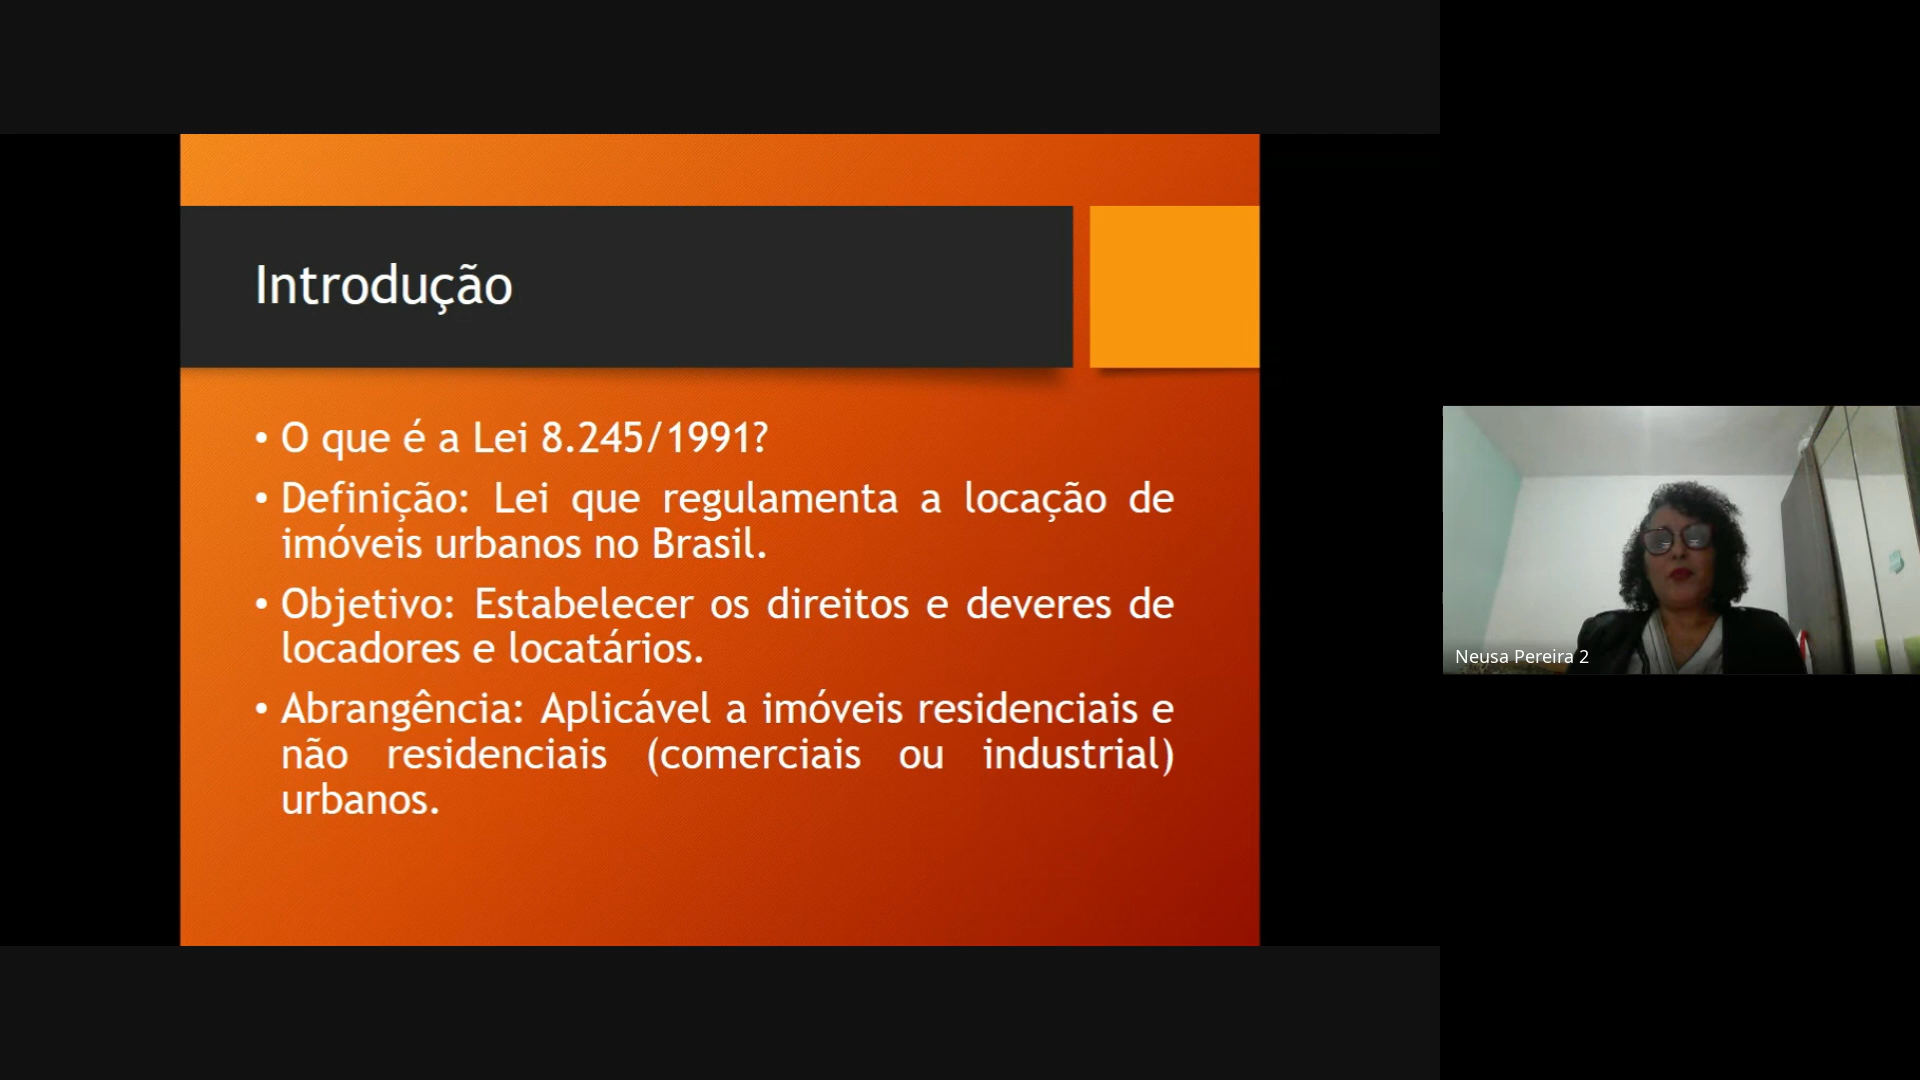 Introdução
• O que é a Lei 8.245/1991?
• Definição: Lei que regulamenta a locação de
imóveis urbanos no Brasil.
• Objetivo: Estabelecer os direitos e deveres de
locadores e locatários.
• Abrangência: Aplicável a imóveis residenciais e
não residenciais (comerciais ou industrial)
urbanos.
Neusa Pereira 2